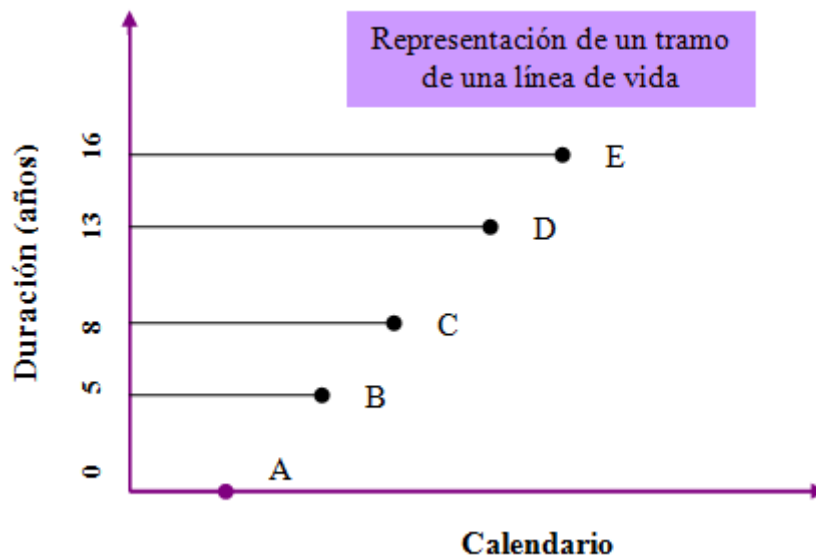 Representación de un tramo
de una línea de vida
Duración (años)
16
E
13
D
8
C
5
B
0
A
Calendario